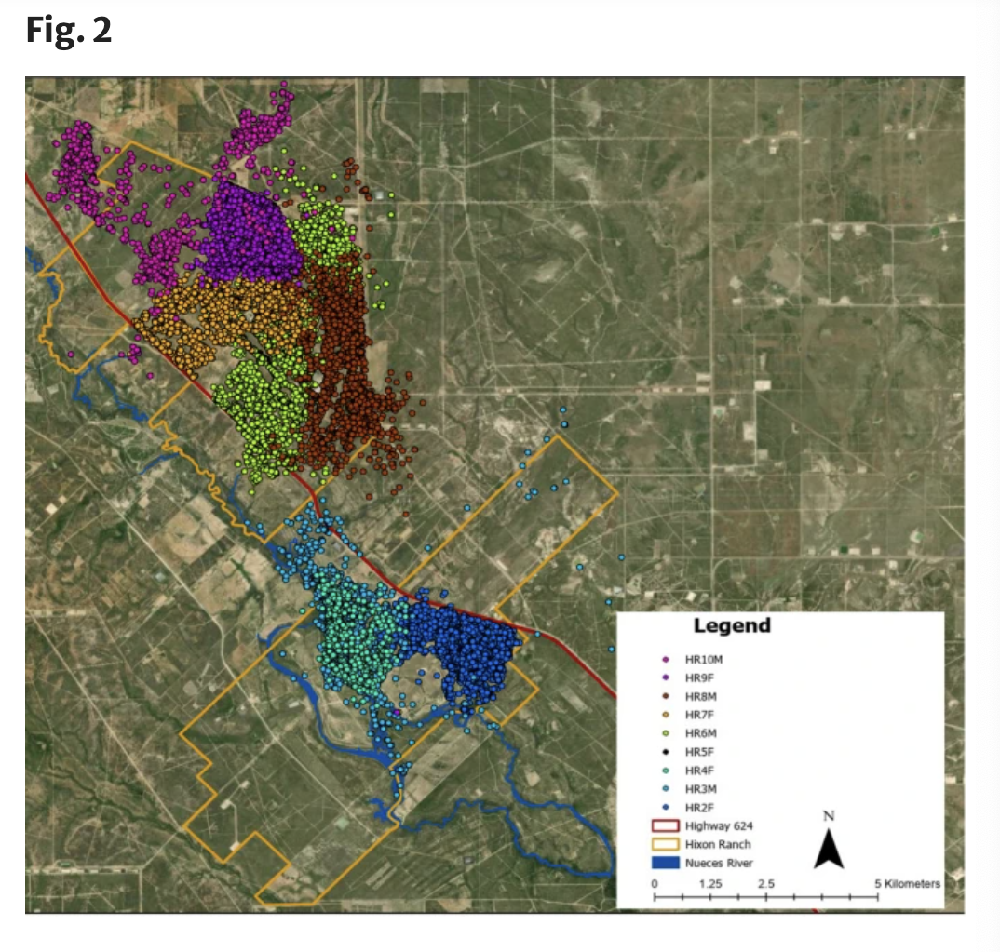 Fig. 2
Legend
HR10M
HR9F
HR8M
HR7F
HR6M
HR5F
HR4F
HR3M
HR2F
Highway 624
Hixon Ranch
Nueces River
N
0 1.25 2.5 5 Kilometers